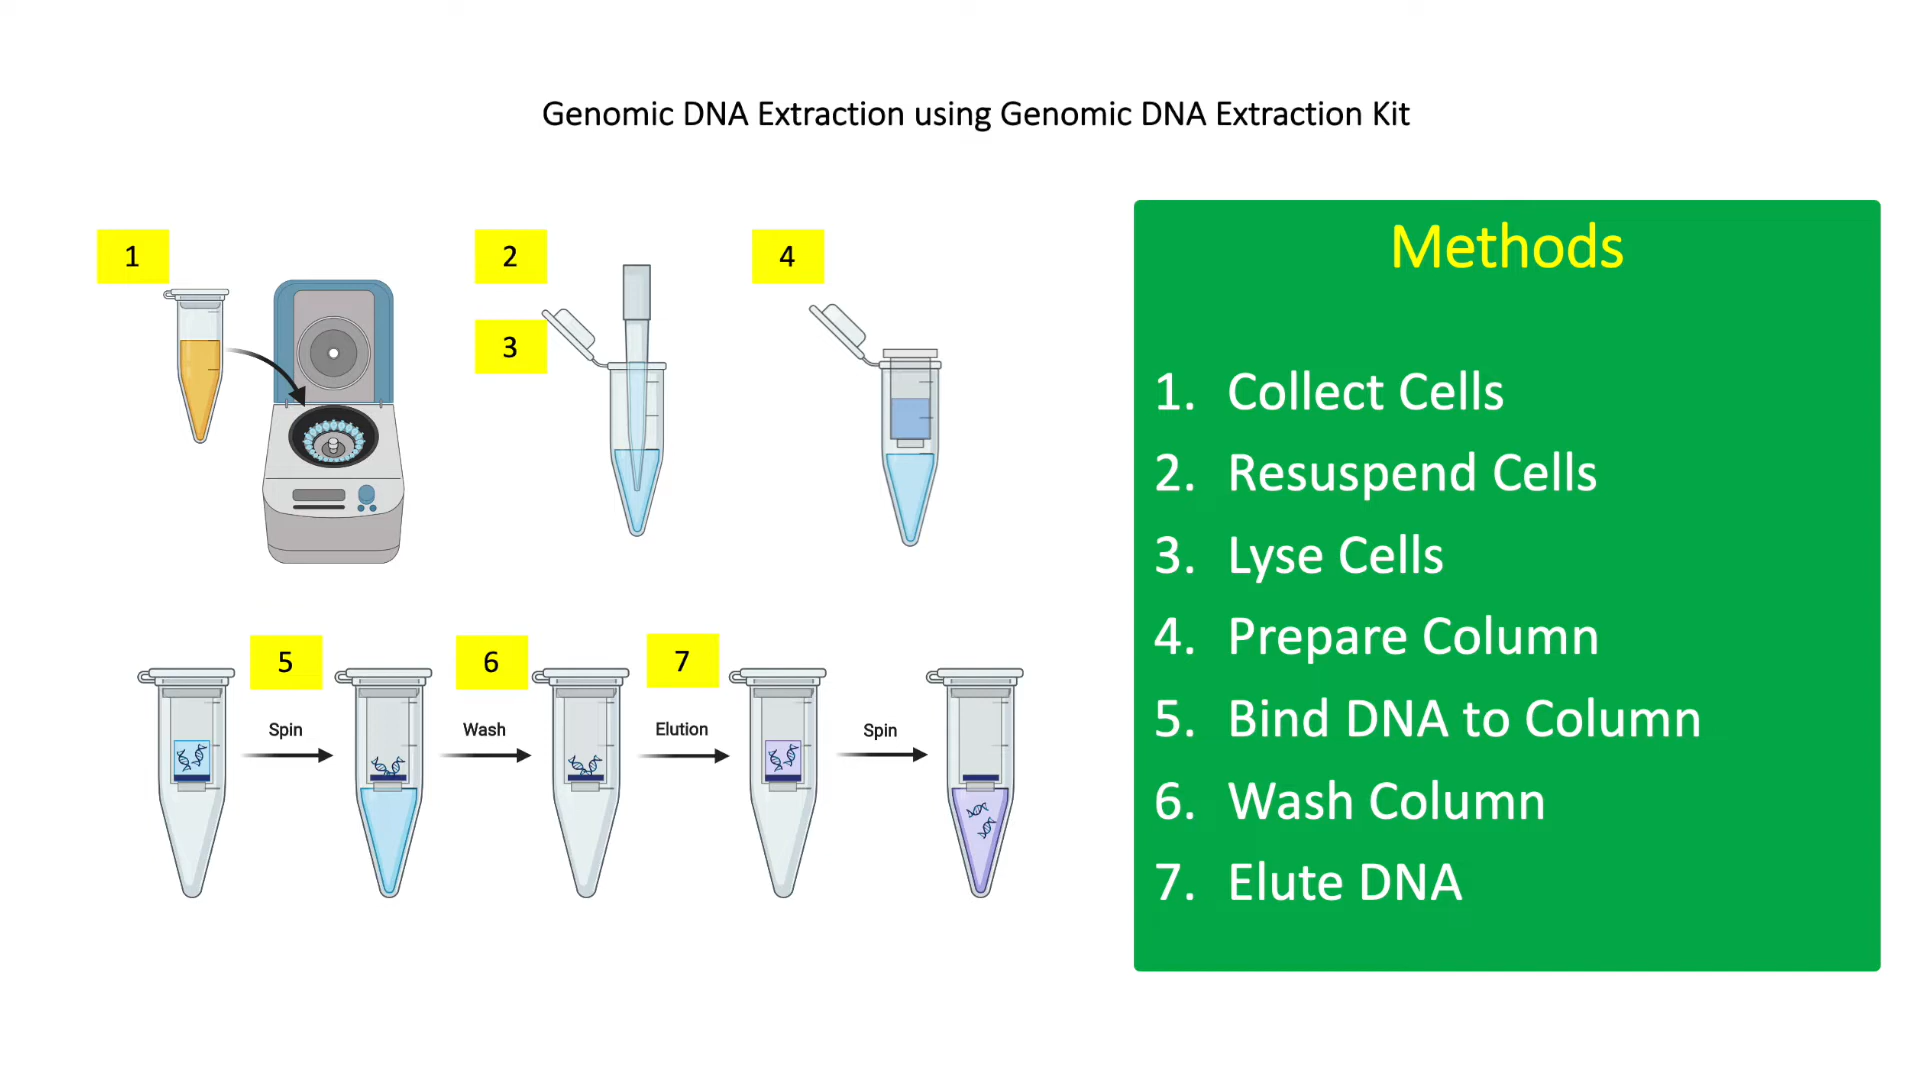 Genomic DNA Extraction using Genomic DNA Extraction Kit
1
2
3
4
5
Spin
6
Wash
7
Elution
Spin
Methods
1. Collect Cells
2. Resuspend Cells
3. Lyse Cells
4. Prepare Column
5. Bind DNA to Column
6. Wash Column
7. Elute DNA